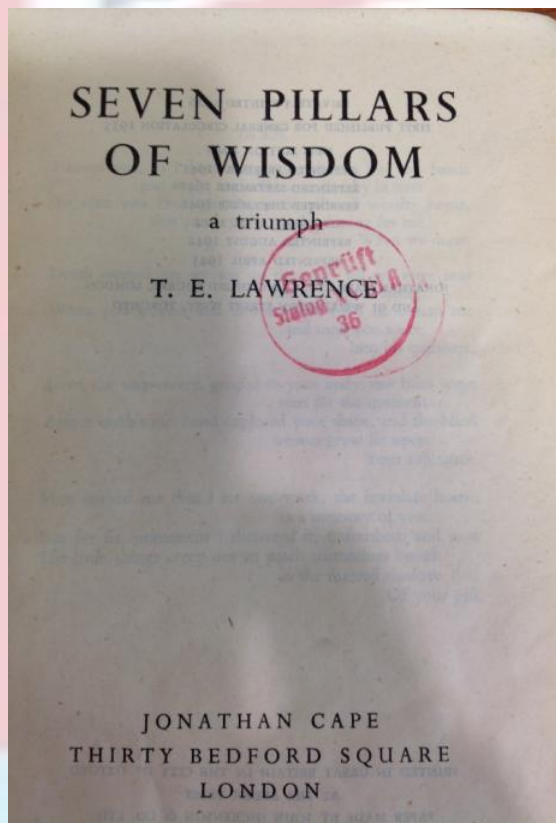 SEVEN PILLARS
OF WISDOM
a triumph
T. E. LAWRENCE
Geprüft
Stalag
36
JONATHAN CAPE
THIRTY BEDFORD SQUARE
LONDON